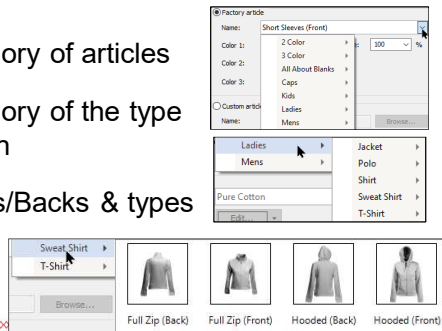 Factory article
Name: Short Sleeves (Front)
Color 1: 100 %
Color 2:
Color 3:
2 Color
3 Color
All About Blanks
Caps
Kids
Ladies
Mens
Name: Browse...
ory of articles
ory of the type
s/Backs & types
Ladies
Mens
Pure Cotton
Edit...
Jacket
Polo
Shirt
Sweat Shirt
T-Shirt
Sweat Shirt
T-Shirt
Browse...
Full Zip (Back) Full Zip (Front) Hooded (Back) Hooded (Front)